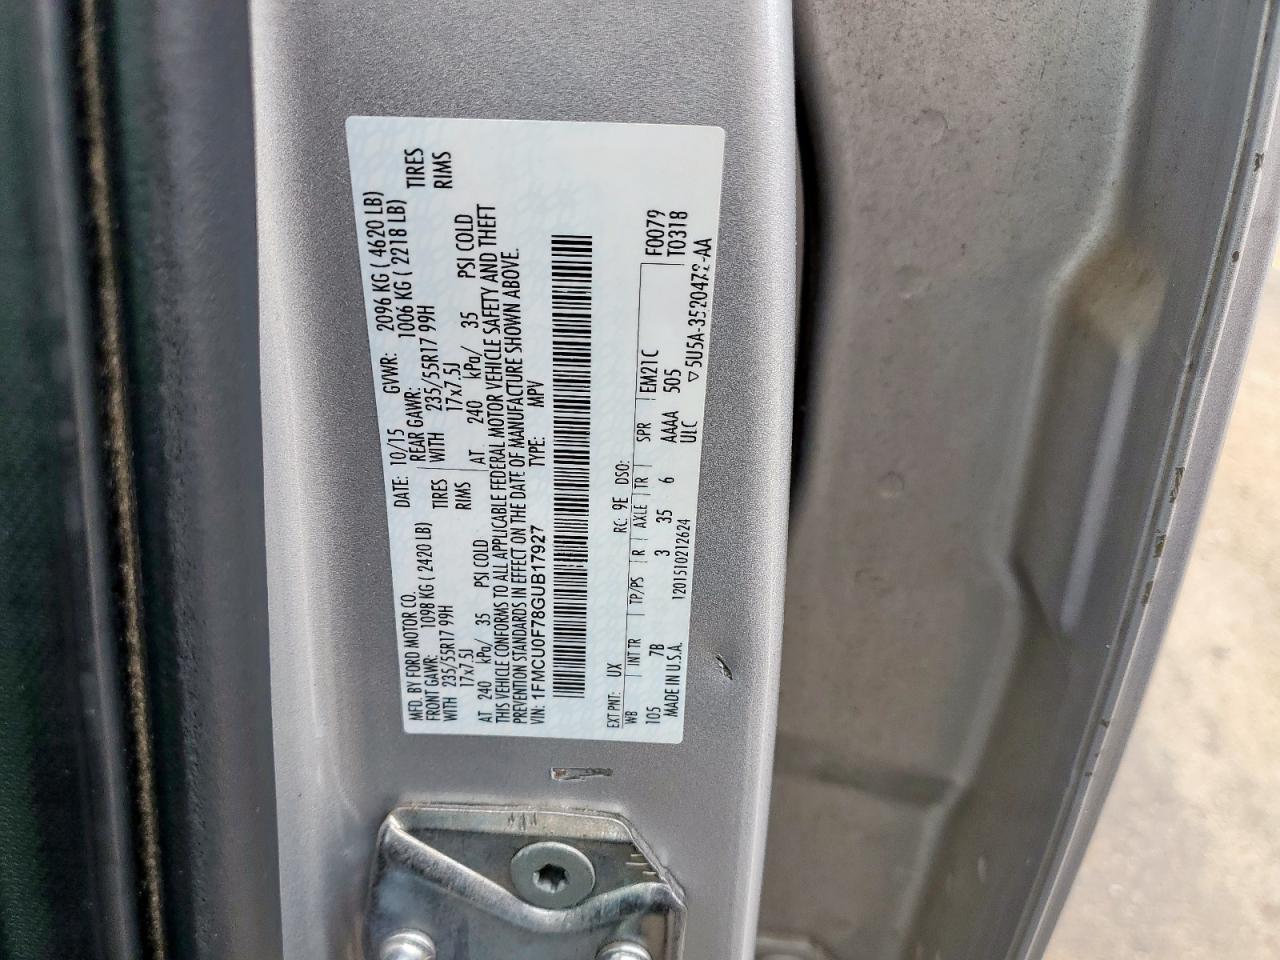 MFD. BY FORD MOTOR CO. DATE: 10/15 GVWR: 2096 KG ( 4620 LB)
FRONT GAWR: 1098 KG ( 2420 LB) REAR GAWR: 1006 KG ( 2218 LB)
WITH 235/55R17 99H TIRES WITH 235/55R17 99H TIRES
17x7.5J RIMS 17x7.5J RIMS
AT 240 kPa/ 35 PSI COLD AT 240 kPa/ 35 PSI COLD
THIS VEHICLE CONFORMS TO ALL APPLICABLE FEDERAL MOTOR VEHICLE SAFETY AND THEFT
PREVENTION STANDARDS IN EFFECT ON THE DATE OF MANUFACTURE SHOWN ABOVE.
VIN: 1FMCU0F78GUB17927 TYPE: MPV
EXT PNT: UX RC: 9E DSO: F0079
WB INT TR TP/PS R AXLE TR SPR EM21C T0318
105 7B 3 35 6 AAAA 505
MADE IN U.S.A. 1201510212624 ULC ▽5U5A-3520472-AA